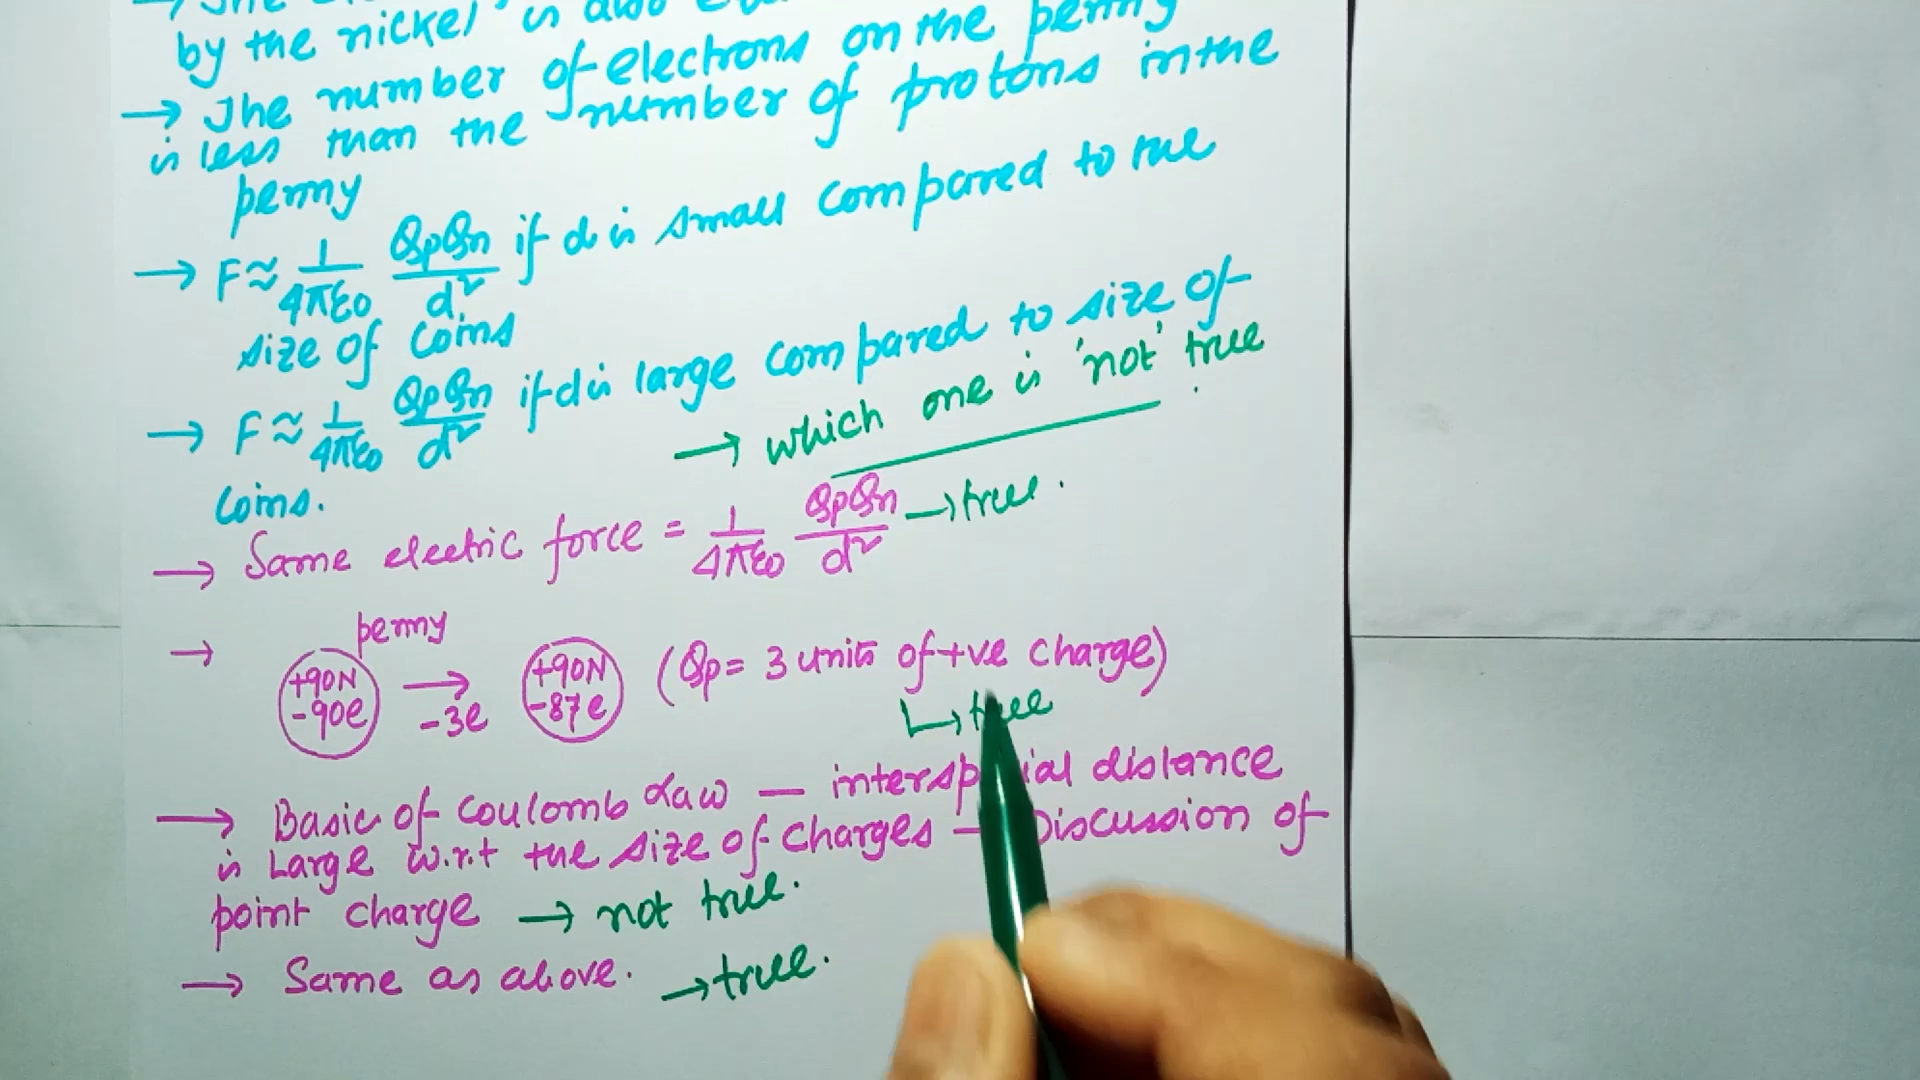 → The
by the nickel is also
→ The number of electrons on the penny
is less than the number of protons in the
penny
→ F≈ 1/4πε0 QpQn/d² if d is small compared to the
size of coins
→ F≈ 1/4πε0 QpQn/d² if d is large compared to size of
coins.
→ which one is 'not' true
→ Same electric force = 1/4πε0 QpQn/d² → true.
penny
→ +90N -90e → -3e +90N -87e (Qp= 3 units of +ve charge)
↳ true
→ Basic of Coulomb Law – interspatial distance
is Large w.r.t the size of charges – Discussion of
point charge → not true.
→ Same as above. → true.